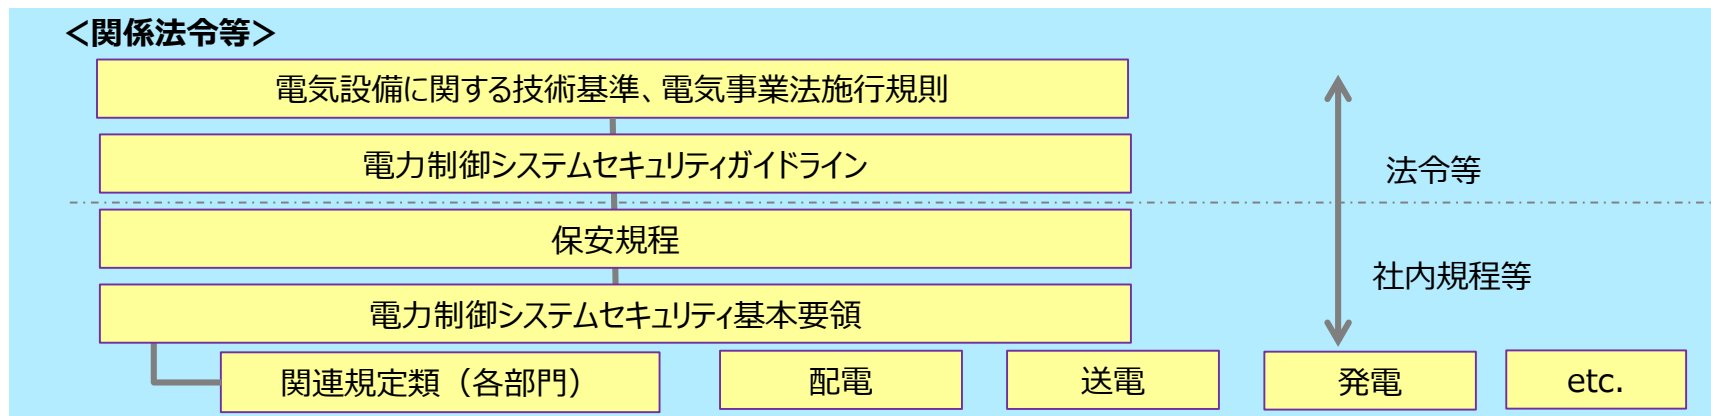 ＜関係法令等＞
電気設備に関する技術基準、電気事業法施行規則
電力制御システムセキュリティガイドライン
法令等
保安規程
社内規程等
電力制御システムセキュリティ基本要領
関連規定類（各部門）
配電
送電
発電
etc.